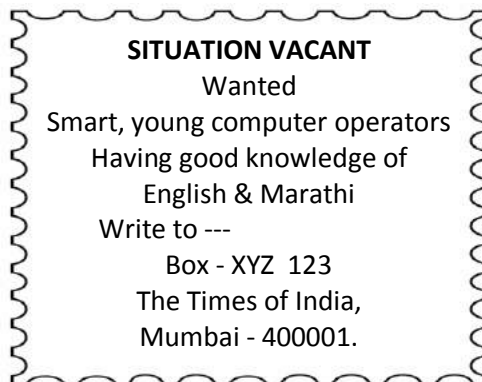 SITUATION VACANT
Wanted
Smart, young computer operators
Having good knowledge of
English & Marathi
Write to ---
Box - XYZ 123
The Times of India,
Mumbai - 400001.